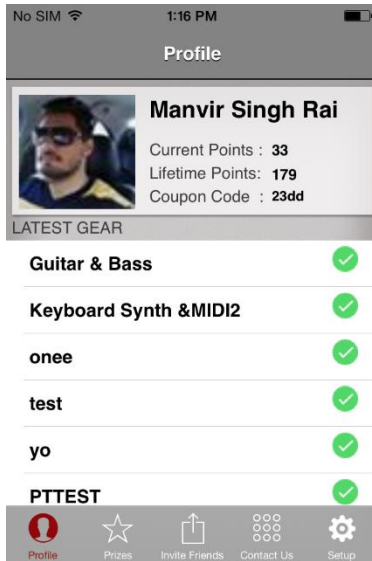 No SIM 1:16 PM
Profile
Manvir Singh Rai
Current Points : 33
Lifetime Points: 179
Coupon Code : 23dd
LATEST GEAR
Guitar & Bass
Keyboard Synth &MIDI2
onee
test
yo
PTTEST
Profile Prizes Invite Friends Contact Us Setup